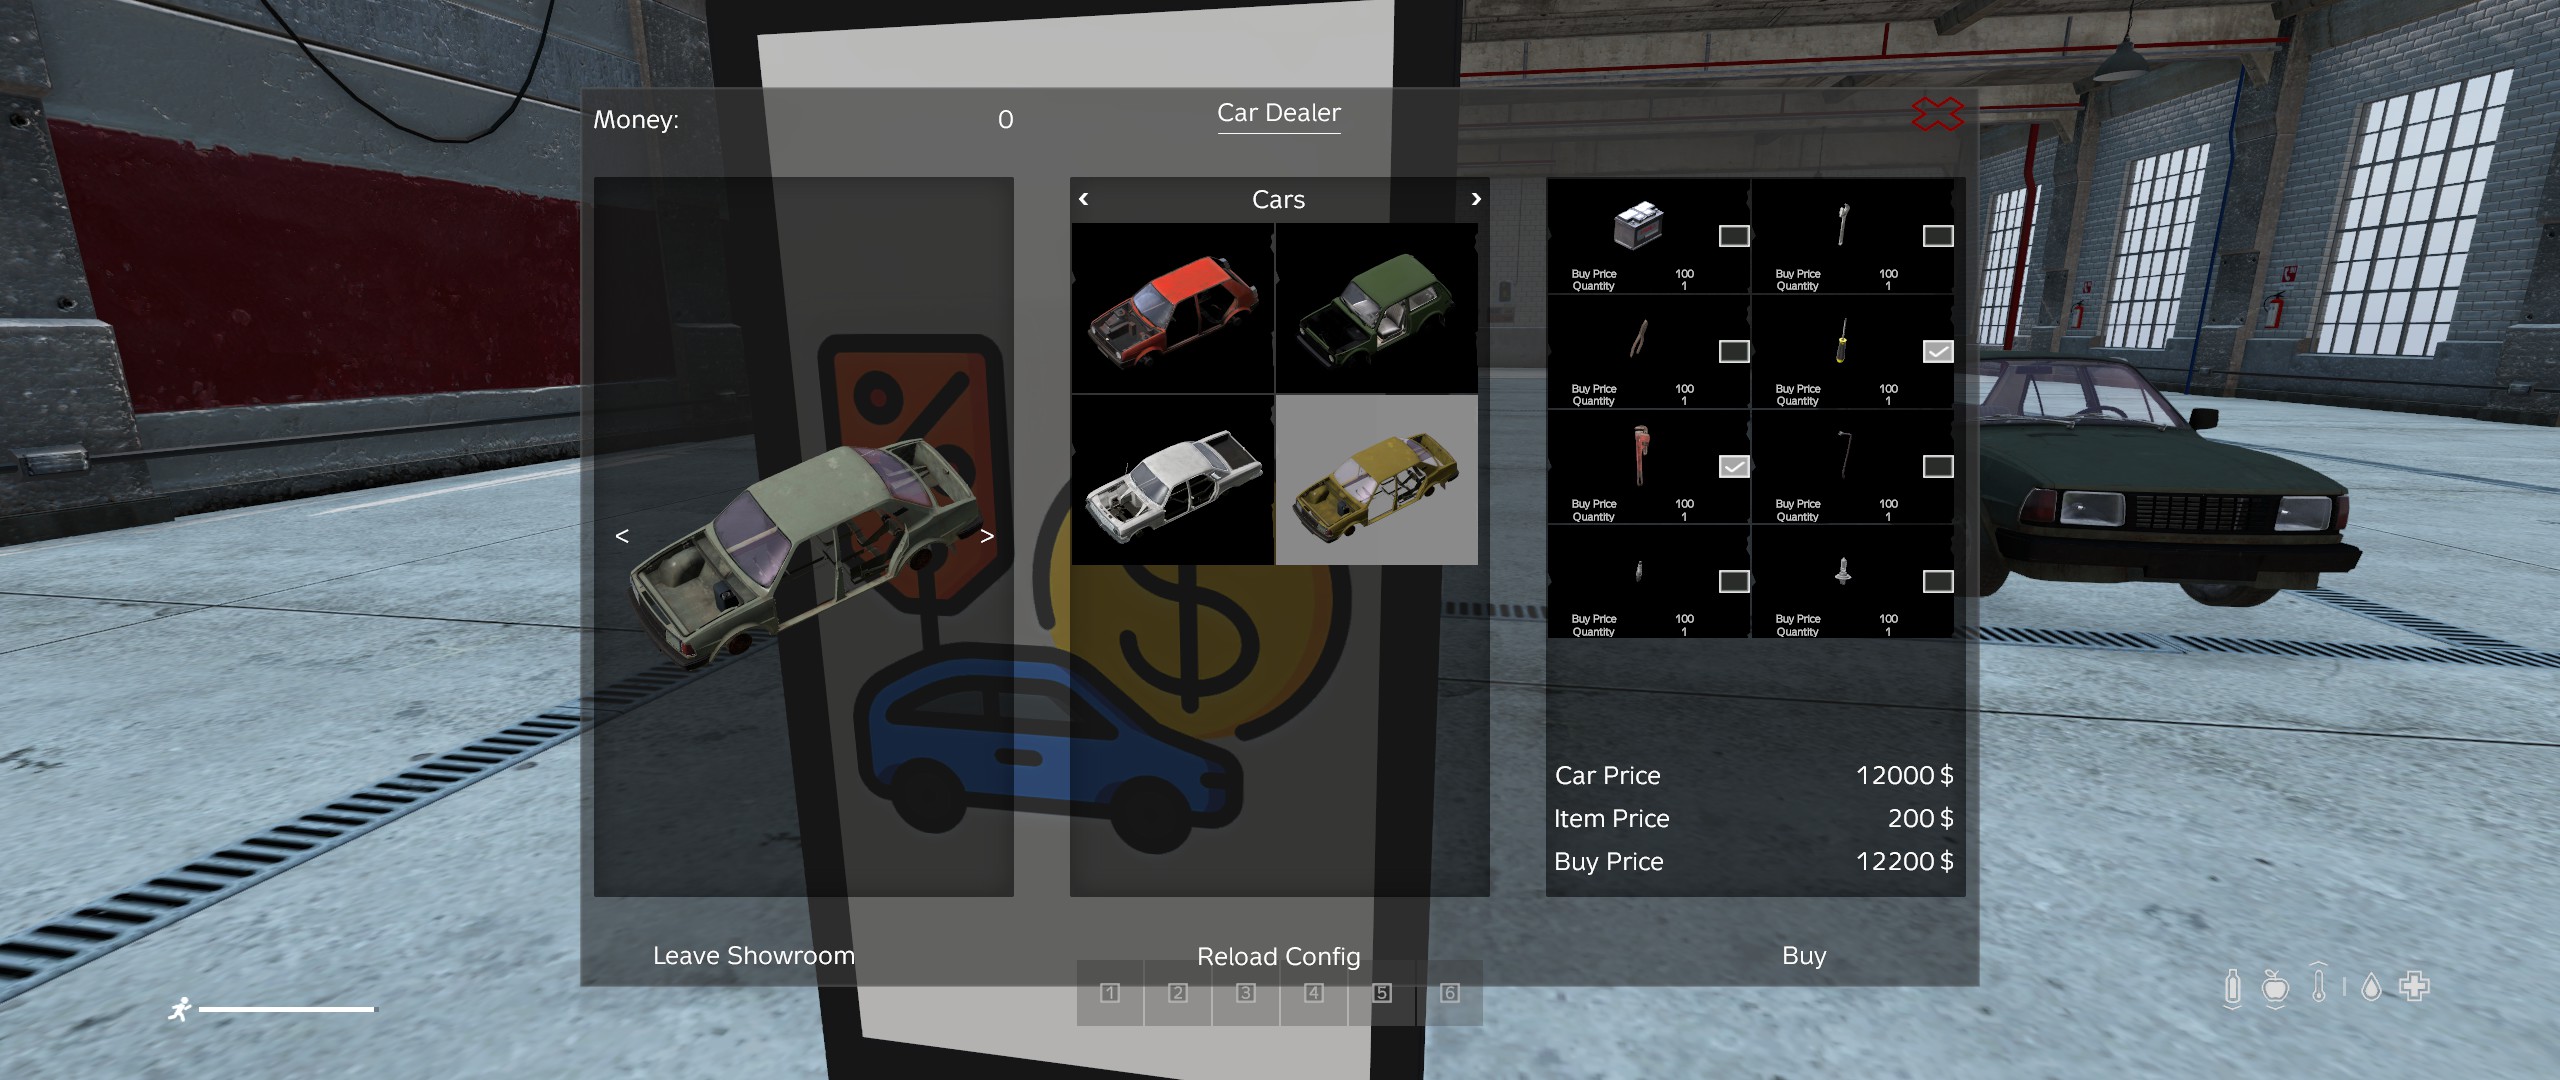 Money: 0
Car Dealer
‹ Cars ›
< >
Buy Price 100
Quantity 1
Buy Price 100
Quantity 1
Buy Price 100
Quantity 1
Buy Price 100
Quantity 1
Buy Price 100
Quantity 1
Buy Price 100
Quantity 1
Buy Price 100
Quantity 1
Buy Price 100
Quantity 1
%
$
Car Price 12000 $
Item Price 200 $
Buy Price 12200 $
Leave Showroom
Reload Config
Buy
1 2 3 4 5 6